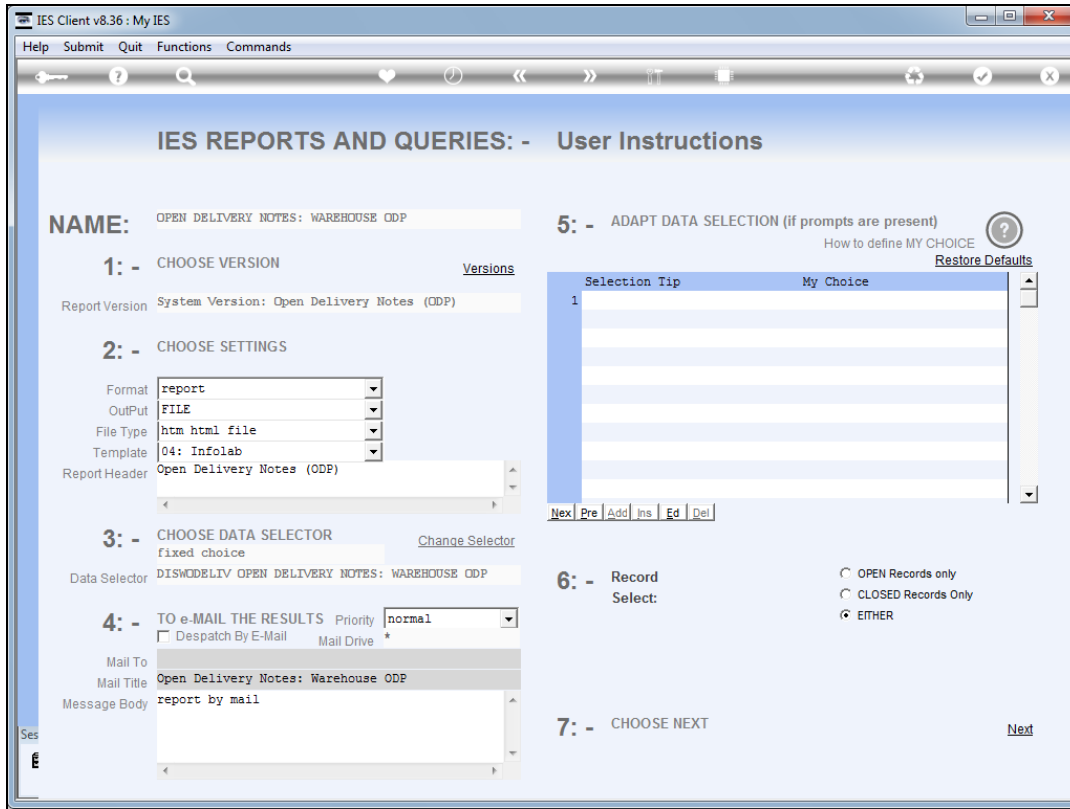 IES Client v8.36 : My IES
Help Submit Quit Functions Commands
IES REPORTS AND QUERIES: - User Instructions
NAME: OPEN DELIVERY NOTES: WAREHOUSE ODP
1: - CHOOSE VERSION Versions
Report Version System Version: Open Delivery Notes (ODP)
2: - CHOOSE SETTINGS
Format report
OutPut FILE
File Type htm html file
Template 04: Infolab
Report Header Open Delivery Notes (ODP)
3: - CHOOSE DATA SELECTOR Change Selector
fixed choice
Data Selector DISWODELIV OPEN DELIVERY NOTES: WAREHOUSE ODP
4: - TO e-MAIL THE RESULTS Priority normal
Despatch By E-Mail Mail Drive *
Mail To
Mail Title Open Delivery Notes: Warehouse ODP
Message Body report by mail
5: - ADAPT DATA SELECTION (if prompts are present)
How to define MY CHOICE ?
Restore Defaults
Selection Tip My Choice
1
Nex Pre Add Ins Ed Del
6: - Record Select:
OPEN Records only
CLOSED Records Only
EITHER
7: - CHOOSE NEXT Next
Ses